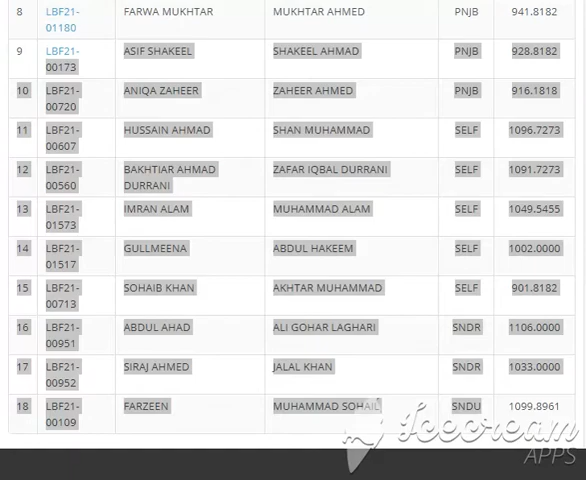 8 LBF21- FARWA MUKHTAR MUKHTAR AHMED PNJB 941.8182
01180
9 LBF21- ASIF SHAKEEL SHAKEEL AHMAD PNJB 928.8182
00173
10 LBF21- ANIQA ZAHEER ZAHEER AHMED PNJB 916.1818
00720
11 LBF21- HUSSAIN AHMAD SHAN MUHAMMAD SELF 1096.7273
00607
12 LBF21- BAKHTIAR AHMAD ZAFAR IQBAL DURRANI SELF 1091.7273
00560 DURRANI
13 LBF21- IMRAN ALAM MUHAMMAD ALAM SELF 1049.5455
01573
14 LBF21- GULLMEENA ABDUL HAKEEM SELF 1002.0000
01517
15 LBF21- SOHAIB KHAN AKHTAR MUHAMMAD SELF 901.8182
00713
16 LBF21- ABDUL AHAD ALI GOHAR LAGHARI SNDR 1106.0000
00951
17 LBF21- SIRAJ AHMED JALAL KHAN SNDR 1033.0000
00952
18 LBF21- FARZEEN MUHAMMAD SOHAIL SNDU 1099.8961
00109
Icecream
APPS